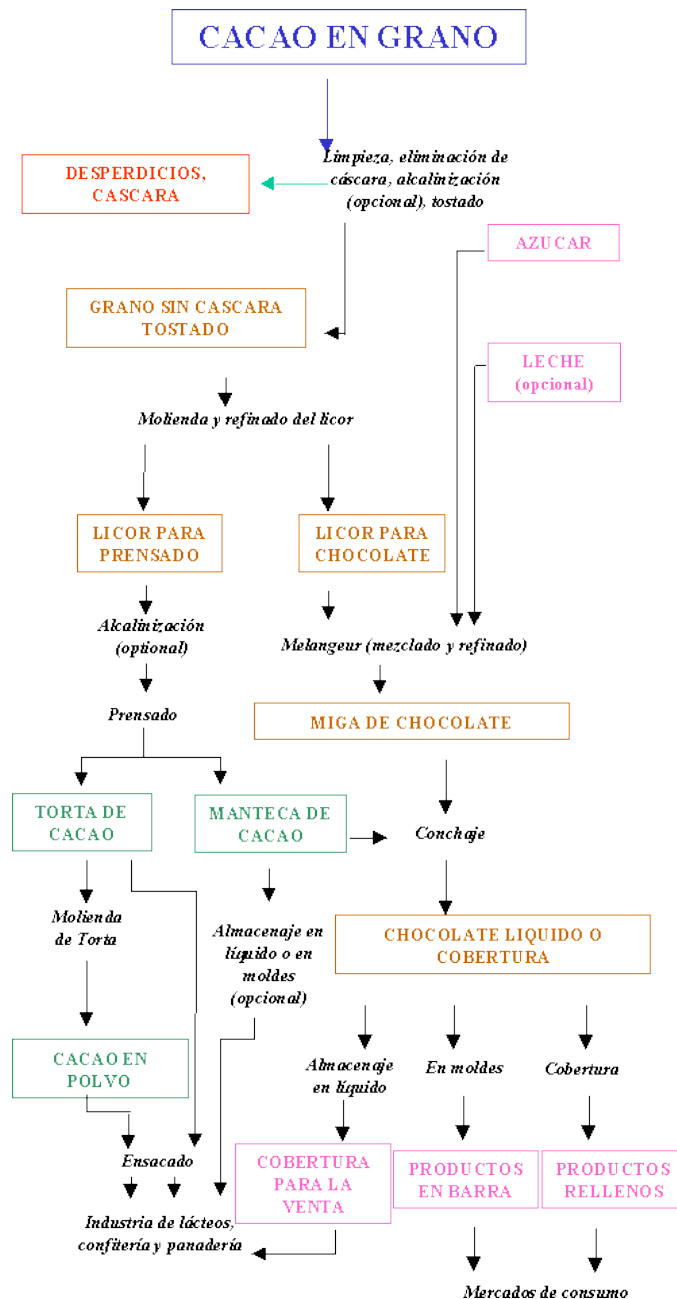 CACAO EN GRANO
Limpieza, eliminación de
cáscara, alcalinización
(opcional), tostado
DESPERDICIOS,
CASCARA
AZUCAR
GRANO SIN CASCARA
TOSTADO
LECHE
(opcional)
Molienda y refinado del licor
LICOR PARA
PRENSADO
LICOR PARA
CHOCOLATE
Alcalinización
(optional)
Melangeur (mezclado y refinado)
Prensado
MIGA DE CHOCOLATE
TORTA DE
CACAO
MANTECA DE
CACAO
Conchaje
Molienda
de Torta
Almacenaje en
líquido o en
moldes
(opcional)
CHOCOLATE LIQUIDO O
COBERTURA
CACAO EN
POLVO
Almacenaje
en líquido
En moldes
Cobertura
Ensacado
COBERTURA
PARA LA
VENTA
PRODUCTOS
EN BARRA
PRODUCTOS
RELLENOS
Industria de lácteos,
confitería y panadería
Mercados de consumo